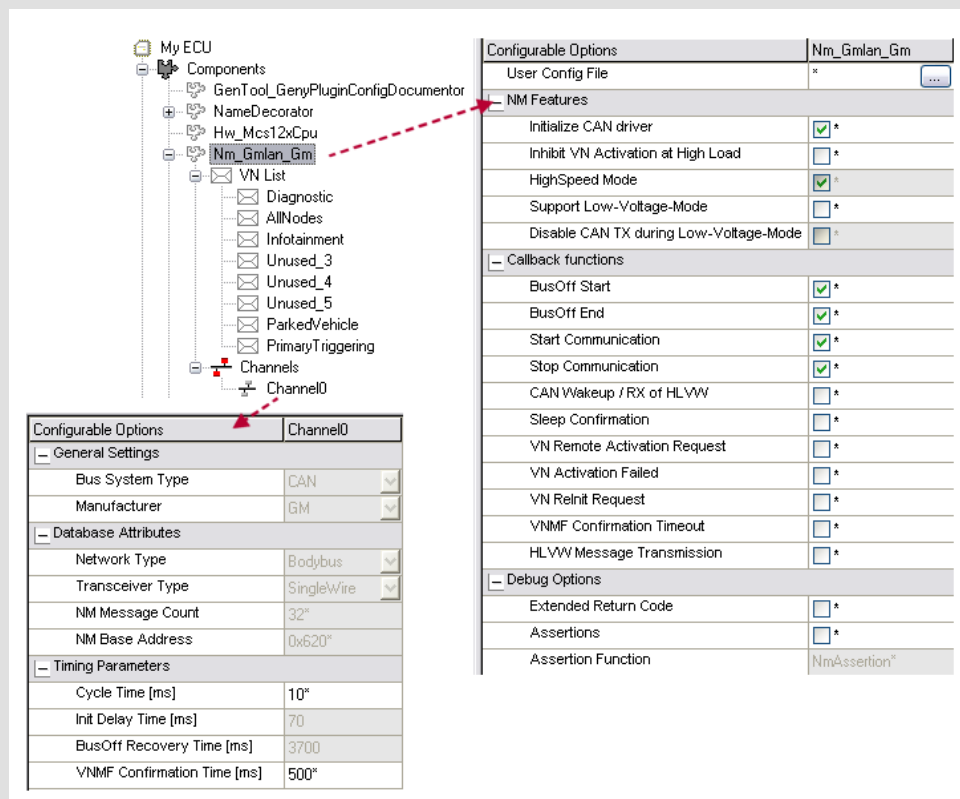 My ECU
Components
GenTool_GenyPluginConfigDocumentor
NameDecorator
Hw_Mcs12xCpu
Nm_Gmlan_Gm
VN List
Diagnostic
AllNodes
Infotainment
Unused_3
Unused_4
Unused_5
ParkedVehicle
PrimaryTriggering
Channels
Channel0
Configurable Options Nm_Gmlan_Gm
User Config File * ...
NM Features
Initialize CAN driver *
Inhibit VN Activation at High Load *
HighSpeed Mode *
Support Low-Voltage-Mode *
Disable CAN TX during Low-Voltage-Mode *
Callback functions
BusOff Start *
BusOff End *
Start Communication *
Stop Communication *
CAN Wakeup / RX of HLVW *
Sleep Confirmation *
VN Remote Activation Request *
VN Activation Failed *
VN ReInit Request *
VNMF Confirmation Timeout *
HLVW Message Transmission *
Debug Options
Extended Return Code *
Assertions *
Assertion Function NmAssertion*
Configurable Options Channel0
General Settings
Bus System Type CAN
Manufacturer GM
Database Attributes
Network Type Bodybus
Transceiver Type SingleWire
NM Message Count 32*
NM Base Address 0x620*
Timing Parameters
Cycle Time [ms] 10*
Init Delay Time [ms] 70
BusOff Recovery Time [ms] 3700
VNMF Confirmation Time [ms] 500*